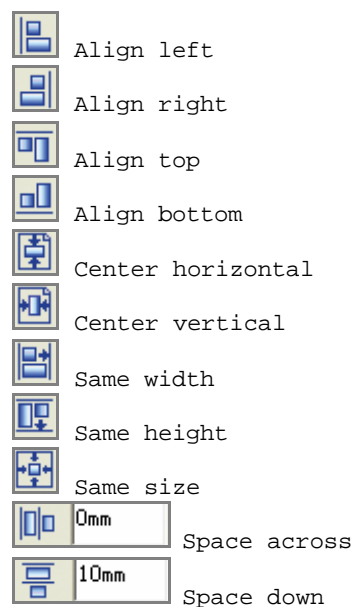 Align left
Align right
Align top
Align bottom
Center horizontal
Center vertical
Same width
Same height
Same size
0mm Space across
10mm Space down